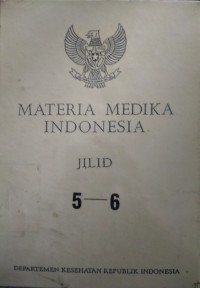 MATERIA MEDIKA
INDONESIA
JILID
5-6
DEPARTEMEN KESEHATAN REPUBLIK INDONESIA